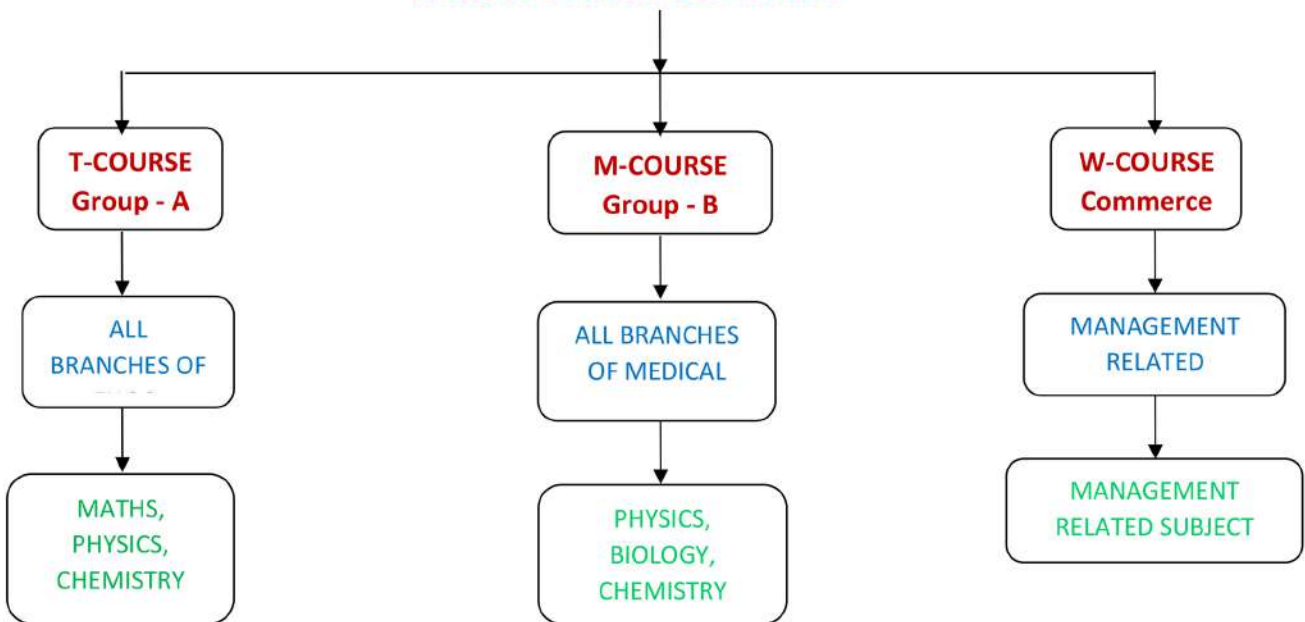 T-COURSE
Group - A
M-COURSE
Group - B
W-COURSE
Commerce
ALL
BRANCHES OF
ALL BRANCHES
OF MEDICAL
MANAGEMENT
RELATED
MATHS,
PHYSICS,
CHEMISTRY
PHYSICS,
BIOLOGY,
CHEMISTRY
MANAGEMENT
RELATED SUBJECT